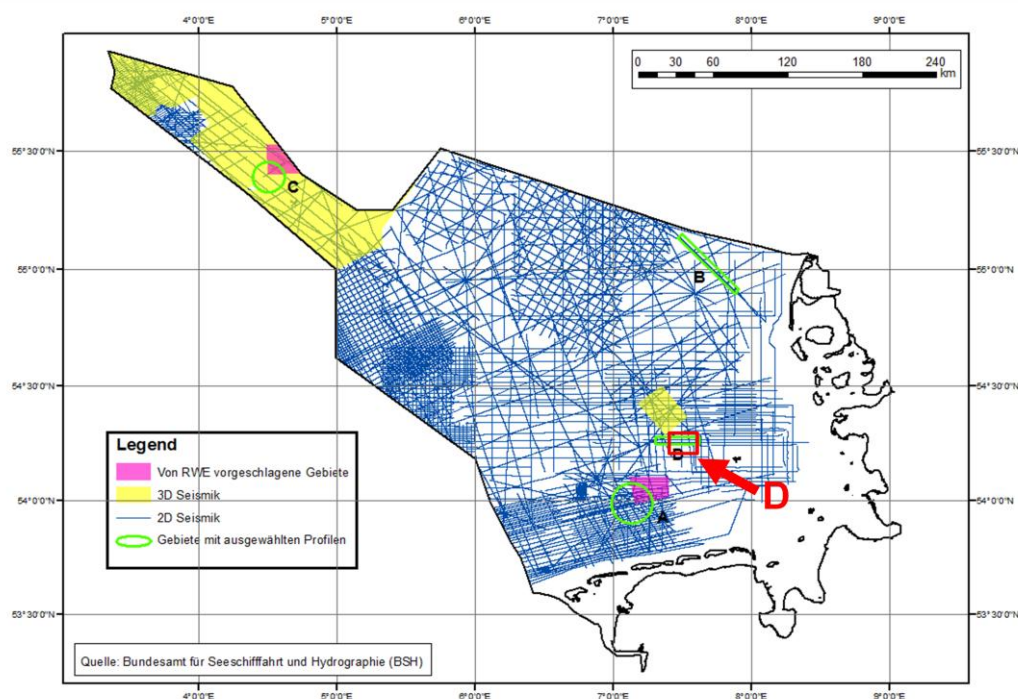 4°0'0"E 5°0'0"E 6°0'0"E 7°0'0"E 8°0'0"E 9°0'0"E
0 30 60 120 180 240
km
55°30'0"N 55°30'0"N
C
B
55°0'0"N 55°0'0"N
54°30'0"N 54°30'0"N
D
D
54°0'0"N 54°0'0"N
A
Legend
Von RWE vorgeschlagene Gebiete
3D Seismik
2D Seismik
Gebiete mit ausgewählten Profilen
53°30'0"N 53°30'0"N
Quelle: Bundesamt für Seeschifffahrt und Hydrographie (BSH)
4°0'0"E 5°0'0"E 6°0'0"E 7°0'0"E 8°0'0"E 9°0'0"E